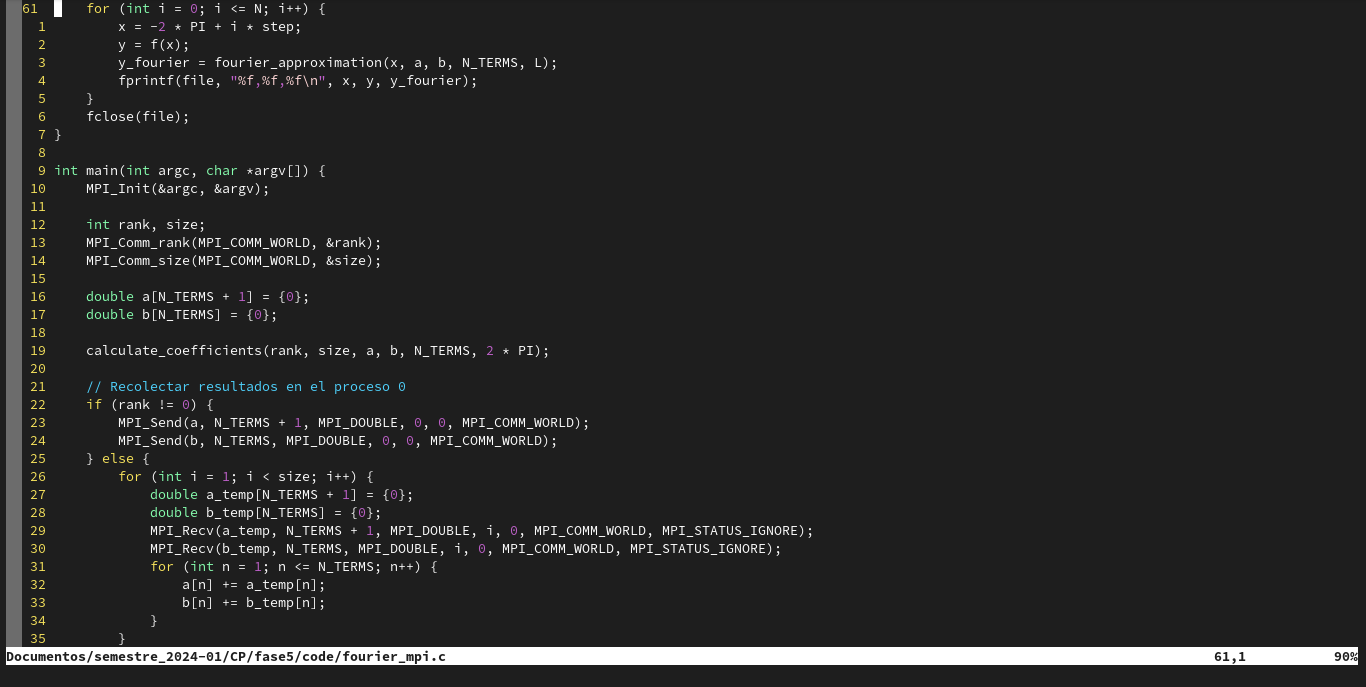 61      for (int i = 0; i <= N; i++) {
  1         x = -2 * PI + i * step;
  2         y = f(x);
  3         y_fourier = fourier_approximation(x, a, b, N_TERMS, L);
  4         fprintf(file, "%f,%f,%f\n", x, y, y_fourier);
  5     }
  6     fclose(file);
  7 }
  8
  9 int main(int argc, char *argv[]) {
 10     MPI_Init(&argc, &argv);
 11
 12     int rank, size;
 13     MPI_Comm_rank(MPI_COMM_WORLD, &rank);
 14     MPI_Comm_size(MPI_COMM_WORLD, &size);
 15
 16     double a[N_TERMS + 1] = {0};
 17     double b[N_TERMS] = {0};
 18
 19     calculate_coefficients(rank, size, a, b, N_TERMS, 2 * PI);
 20
 21     // Recolectar resultados en el proceso 0
 22     if (rank != 0) {
 23         MPI_Send(a, N_TERMS + 1, MPI_DOUBLE, 0, 0, MPI_COMM_WORLD);
 24         MPI_Send(b, N_TERMS, MPI_DOUBLE, 0, 0, MPI_COMM_WORLD);
 25     } else {
 26         for (int i = 1; i < size; i++) {
 27             double a_temp[N_TERMS + 1] = {0};
 28             double b_temp[N_TERMS] = {0};
 29             MPI_Recv(a_temp, N_TERMS + 1, MPI_DOUBLE, i, 0, MPI_COMM_WORLD, MPI_STATUS_IGNORE);
 30             MPI_Recv(b_temp, N_TERMS, MPI_DOUBLE, i, 0, MPI_COMM_WORLD, MPI_STATUS_IGNORE);
 31             for (int n = 1; n <= N_TERMS; n++) {
 32                 a[n] += a_temp[n];
 33                 b[n] += b_temp[n];
 34             }
 35         }
Documentos/semestre_2024-01/CP/fase5/code/fourier_mpi.c 61,1 90%